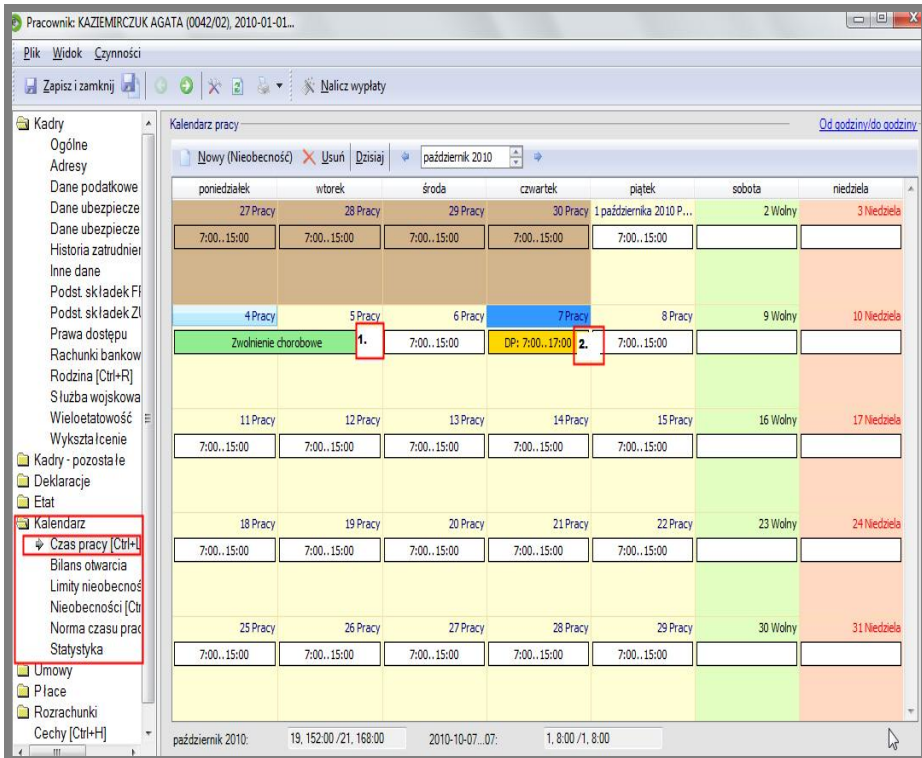 Pracownik: KAZIEMIRCZUK AGATA (0042/02), 2010-01-01...
Plik Widok Czynności
Zapisz i zamknij Nalicz wypłaty
Kadry
Ogólne
Adresy
Dane podatkowe
Dane ubezpiecze
Dane ubezpiecze
Historia zatrudnier
Inne dane
Podst. składek FF
Podst. składek ZU
Prawa dostępu
Rachunki bankow
Rodzina [Ctrl+R]
Służba wojskowa
Wieloetatowość
Wykształcenie
Kadry - pozostałe
Deklaracje
Etat
Kalendarz
Czas pracy [Ctrl+L
Bilans otwarcia
Limity nieobecnoś
Nieobecności [Ctr
Norma czasu prac
Statystyka
Umowy
Płace
Rozrachunki
Cechy [Ctrl+H]
Kalendarz pracy Od godziny/do godziny
Nowy (Nieobecność) Usuń Dzisiaj październik 2010
poniedziałek wtorek środa czwartek piątek sobota niedziela
27 Pracy 28 Pracy 29 Pracy 30 Pracy 1 października 2010 P... 2 Wolny 3 Niedziela
7:00..15:00 7:00..15:00 7:00..15:00 7:00..15:00 7:00..15:00
4 Pracy 5 Pracy 6 Pracy 7 Pracy 8 Pracy 9 Wolny 10 Niedziela
Zwolnienie chorobowe 1. 7:00..15:00 DP: 7:00..17:00 2. 7:00..15:00
11 Pracy 12 Pracy 13 Pracy 14 Pracy 15 Pracy 16 Wolny 17 Niedziela
7:00..15:00 7:00..15:00 7:00..15:00 7:00..15:00 7:00..15:00
18 Pracy 19 Pracy 20 Pracy 21 Pracy 22 Pracy 23 Wolny 24 Niedziela
7:00..15:00 7:00..15:00 7:00..15:00 7:00..15:00 7:00..15:00
25 Pracy 26 Pracy 27 Pracy 28 Pracy 29 Pracy 30 Wolny 31 Niedziela
7:00..15:00 7:00..15:00 7:00..15:00 7:00..15:00 7:00..15:00
październik 2010: 19, 152:00 /21, 168:00 2010-10-07...07: 1, 8:00 /1, 8:00